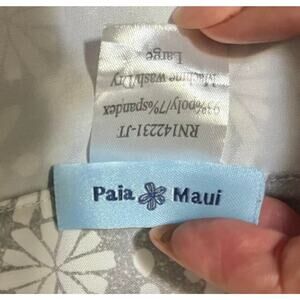 Large
Machine wash/Dry
93%poly/7%spandex
RN142231-JT
Paia Maui